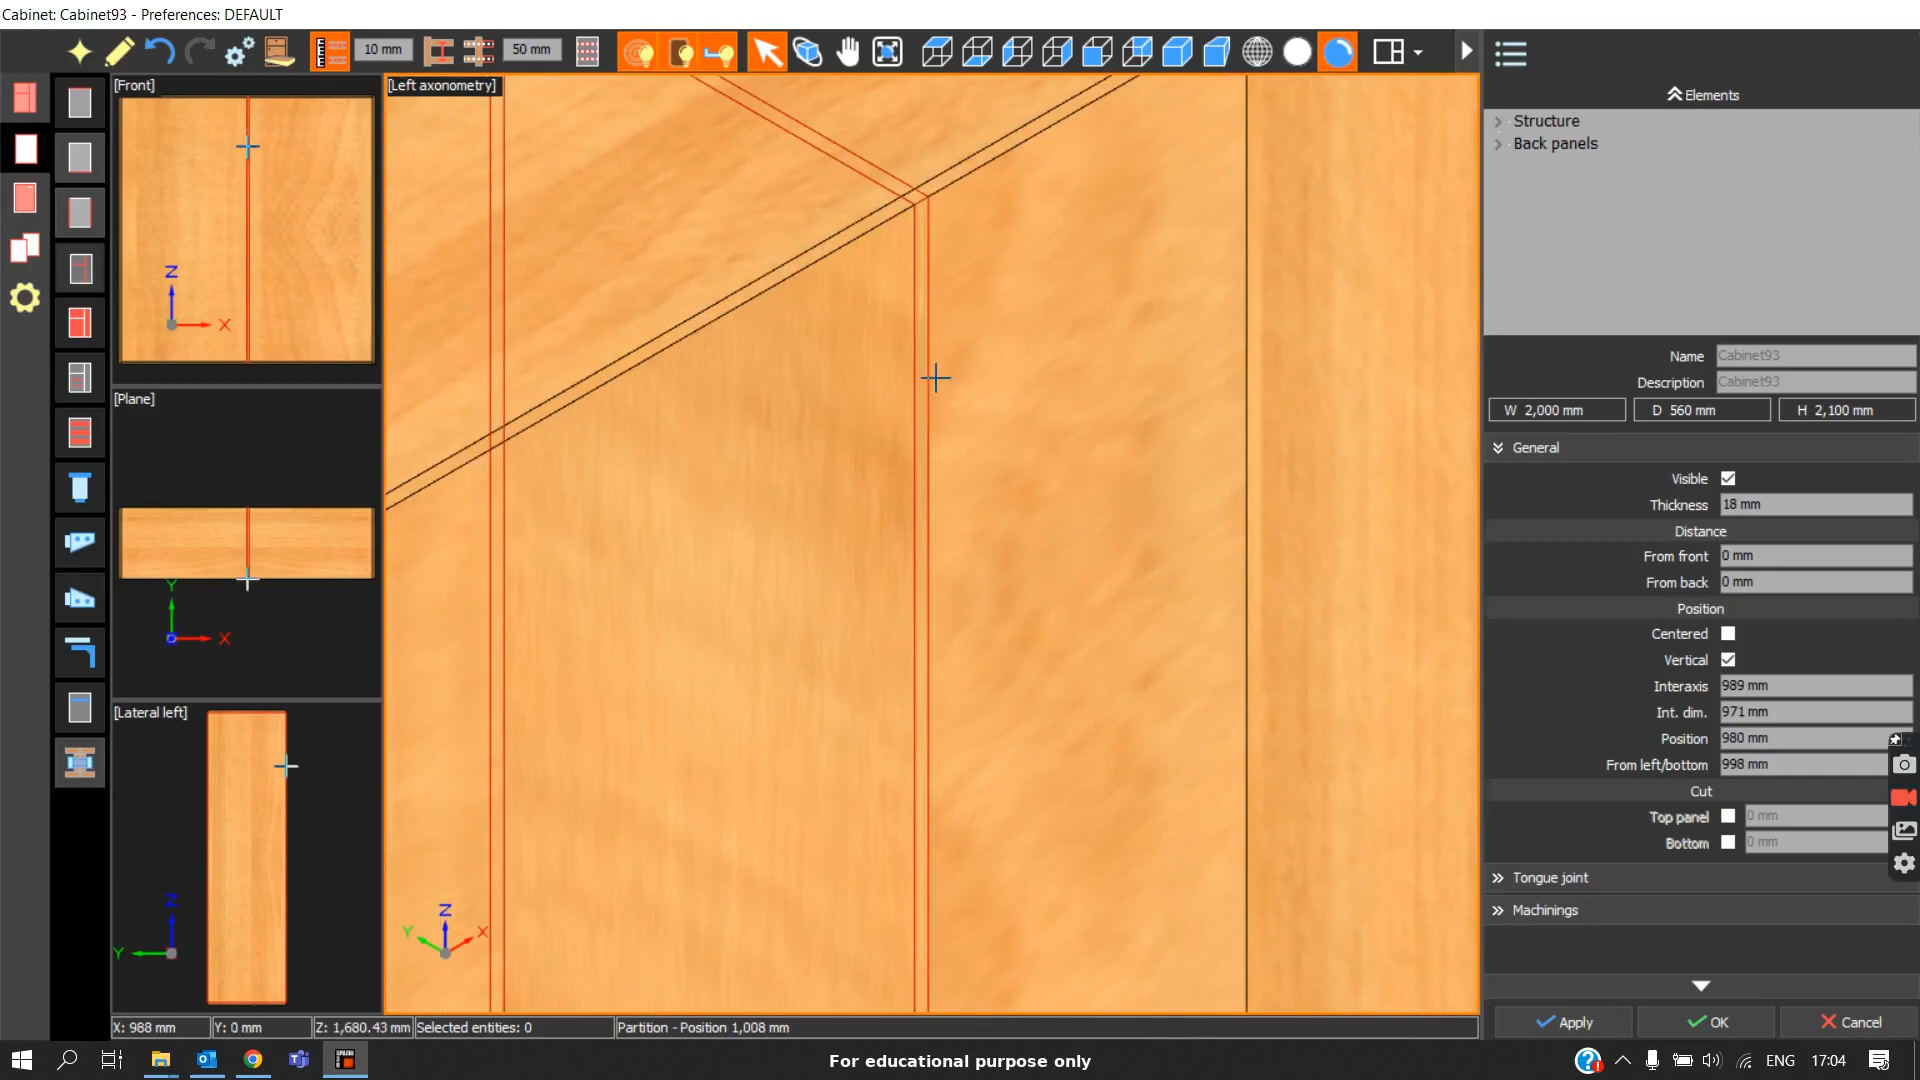 Cabinet: Cabinet93 - Preferences: DEFAULT
10 mm
50 mm
[Front]
[Left axonometry]
Elements
Structure
Back panels
Z
X
[Plane]
Y
X
[Lateral left]
Z
Y
Z
Y
X
Name Cabinet93
Description Cabinet93
W 2,000 mm D 560 mm H 2,100 mm
General
Visible
Thickness 18 mm
Distance
From front 0 mm
From back 0 mm
Position
Centered
Vertical
Interaxis 989 mm
Int. dim. 971 mm
Position 980 mm
From left/bottom 998 mm
Cut
Top panel 0 mm
Bottom 0 mm
Tongue joint
Machinings
Apply OK Cancel
X: 988 mm Y: 0 mm Z: 1,680.43 mm Selected entities: 0 Partition - Position 1,008 mm
For educational purpose only
ENG 17:04